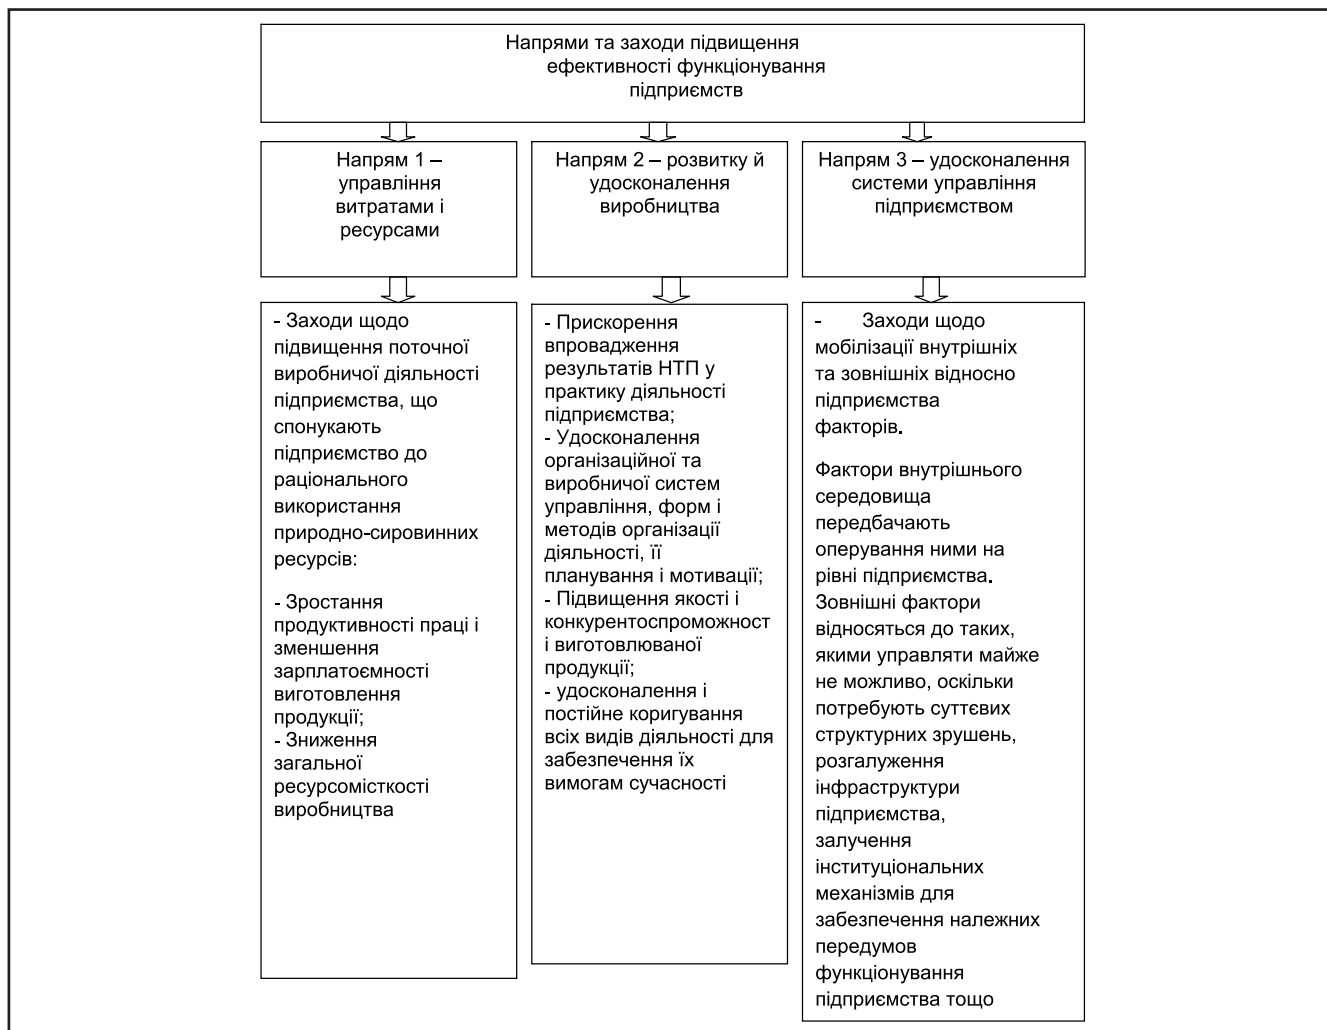 Напрями та заходи підвищення
ефективності функціонування
підприємств
Напрям 1 –
управління
витратами і
ресурсами
Напрям 2 – розвитку й
удосконалення
виробництва
Напрям 3 – удосконалення
системи управління
підприємством
- Заходи щодо
підвищення поточної
виробничої діяльності
підприємства, що
спонукають
підприємство до
раціонального
використання
природно-сировинних
ресурсів:
- Зростання
продуктивності праці і
зменшення
зарплатоємності
виготовлення
продукції;
- Зниження
загальної
ресурсомісткості
виробництва
- Прискорення
впровадження
результатів НТП у
практику діяльності
підприємства;
- Удосконалення
організаційної та
виробничої систем
управління, форм і
методів організації
діяльності, її
планування і мотивації;
- Підвищення якості і
конкурентоспроможност
і виготовлюваної
продукції;
- удосконалення і
постійне коригування
всіх видів діяльності для
забезпечення їх
вимогам сучасності
- Заходи щодо
мобілізації внутрішніх
та зовнішніх відносно
підприємства
факторів.
Фактори внутрішнього
середовища
передбачають
оперування ними на
рівні підприємства.
Зовнішні фактори
відносяться до таких,
якими управляти майже
не можливо, оскільки
потребують суттєвих
структурних зрушень,
розгалуження
інфраструктури
підприємства,
залучення
інституціональних
механізмів для
забезпечення належних
передумов
функціонування
підприємства тощо